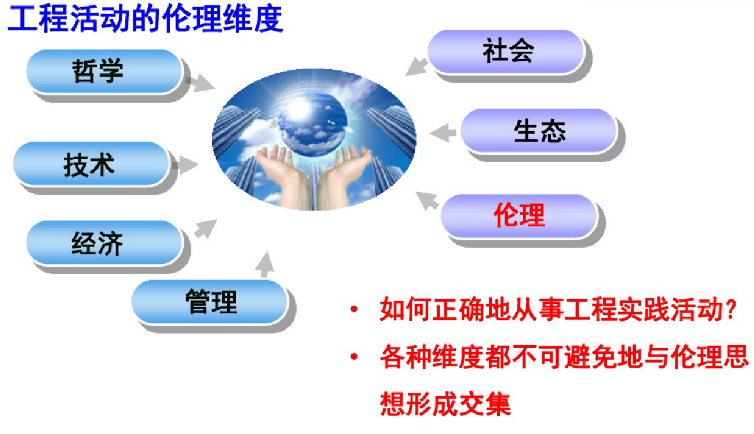 工程活动的伦理维度
哲学
技术
经济
管理
社会
生态
伦理
• 如何正确地从事工程实践活动？
• 各种维度都不可避免地与伦理思
想形成交集